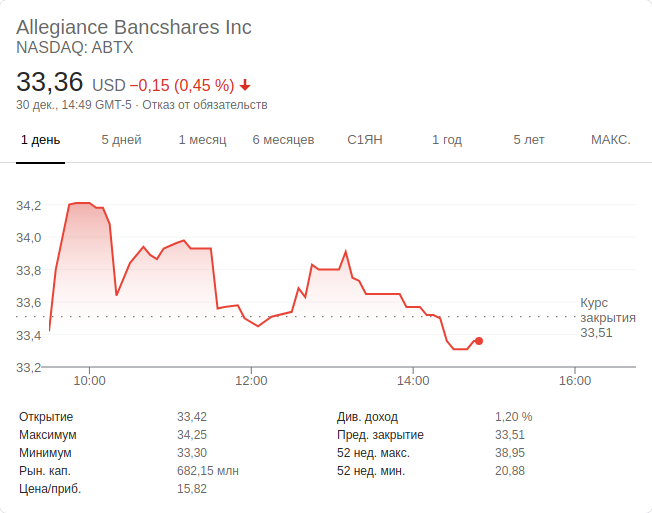 Allegiance Bancshares Inc
NASDAQ: ABTX
33,36 USD −0,15 (0,45 %)
30 дек., 14:49 GMT-5 · Отказ от обязательств
1 день 5 дней 1 месяц 6 месяцев С1ЯН 1 год 5 лет МАКС.
34,2
34,0
33,8
33,6
33,4
33,2
Курс
закрытия
33,51
10:00 12:00 14:00 16:00
Открытие 33,42 Див. доход 1,20 %
Максимум 34,25 Пред. закрытие 33,51
Минимум 33,30 52 нед. макс. 38,95
Рын. кап. 682,15 млн 52 нед. мин. 20,88
Цена/приб. 15,82